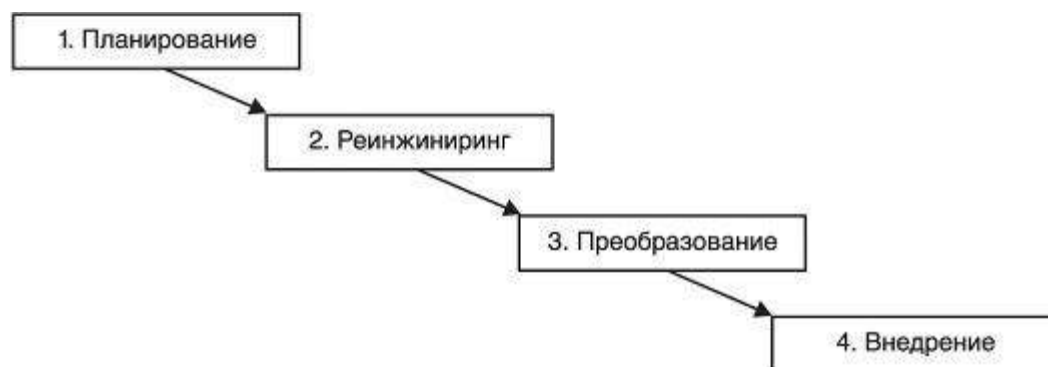 1. Планирование
2. Реинжиниринг
3. Преобразование
4. Внедрение